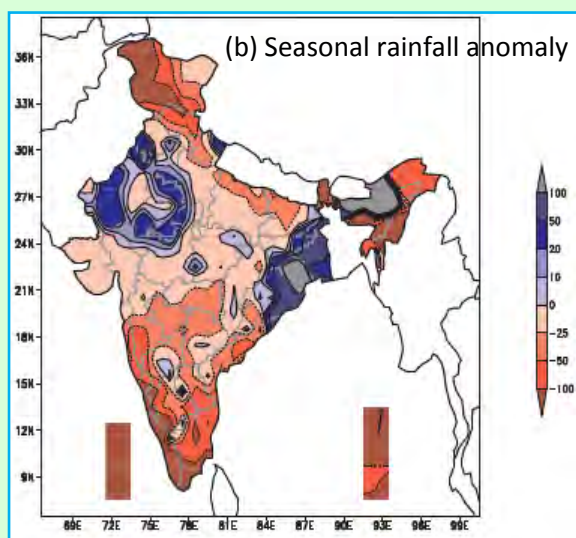 (b) Seasonal rainfall anomaly
36N
33N
30N
27N
24N
21N
18N
15N
12N
9N
69E 72E 75E 78E 81E 84E 87E 90E 93E 96E 99E
100
50
20
10
0
-25
-50
-100